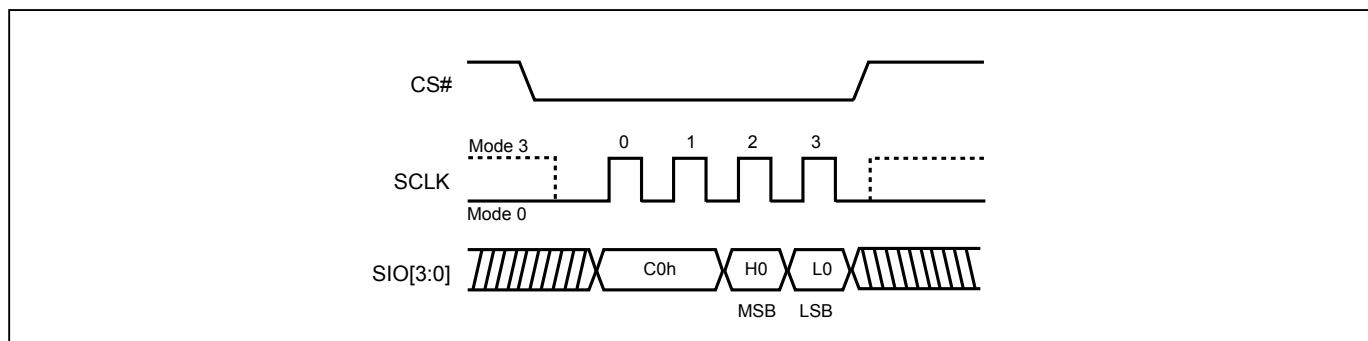 CS#
Mode 3 0 1 2 3
SCLK
Mode 0
SIO[3:0] C0h H0 L0
MSB LSB